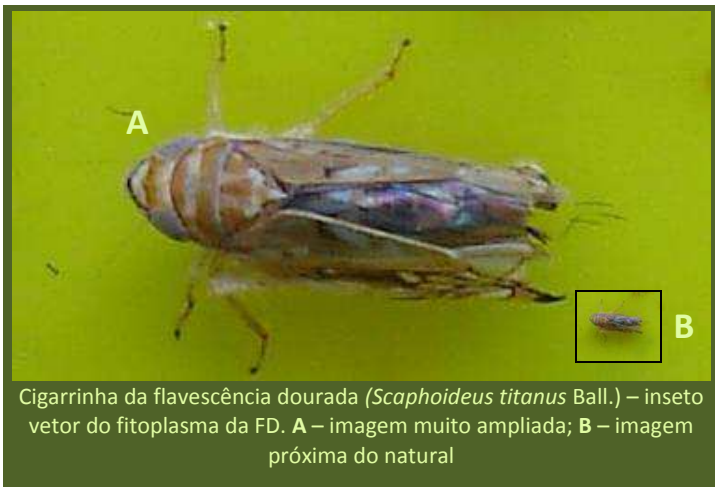 A
B
Cigarrinha da flavescência dourada (Scaphoideus titanus Ball.) – inseto
vetor do fitoplasma da FD. A – imagem muito ampliada; B – imagem
próxima do natural